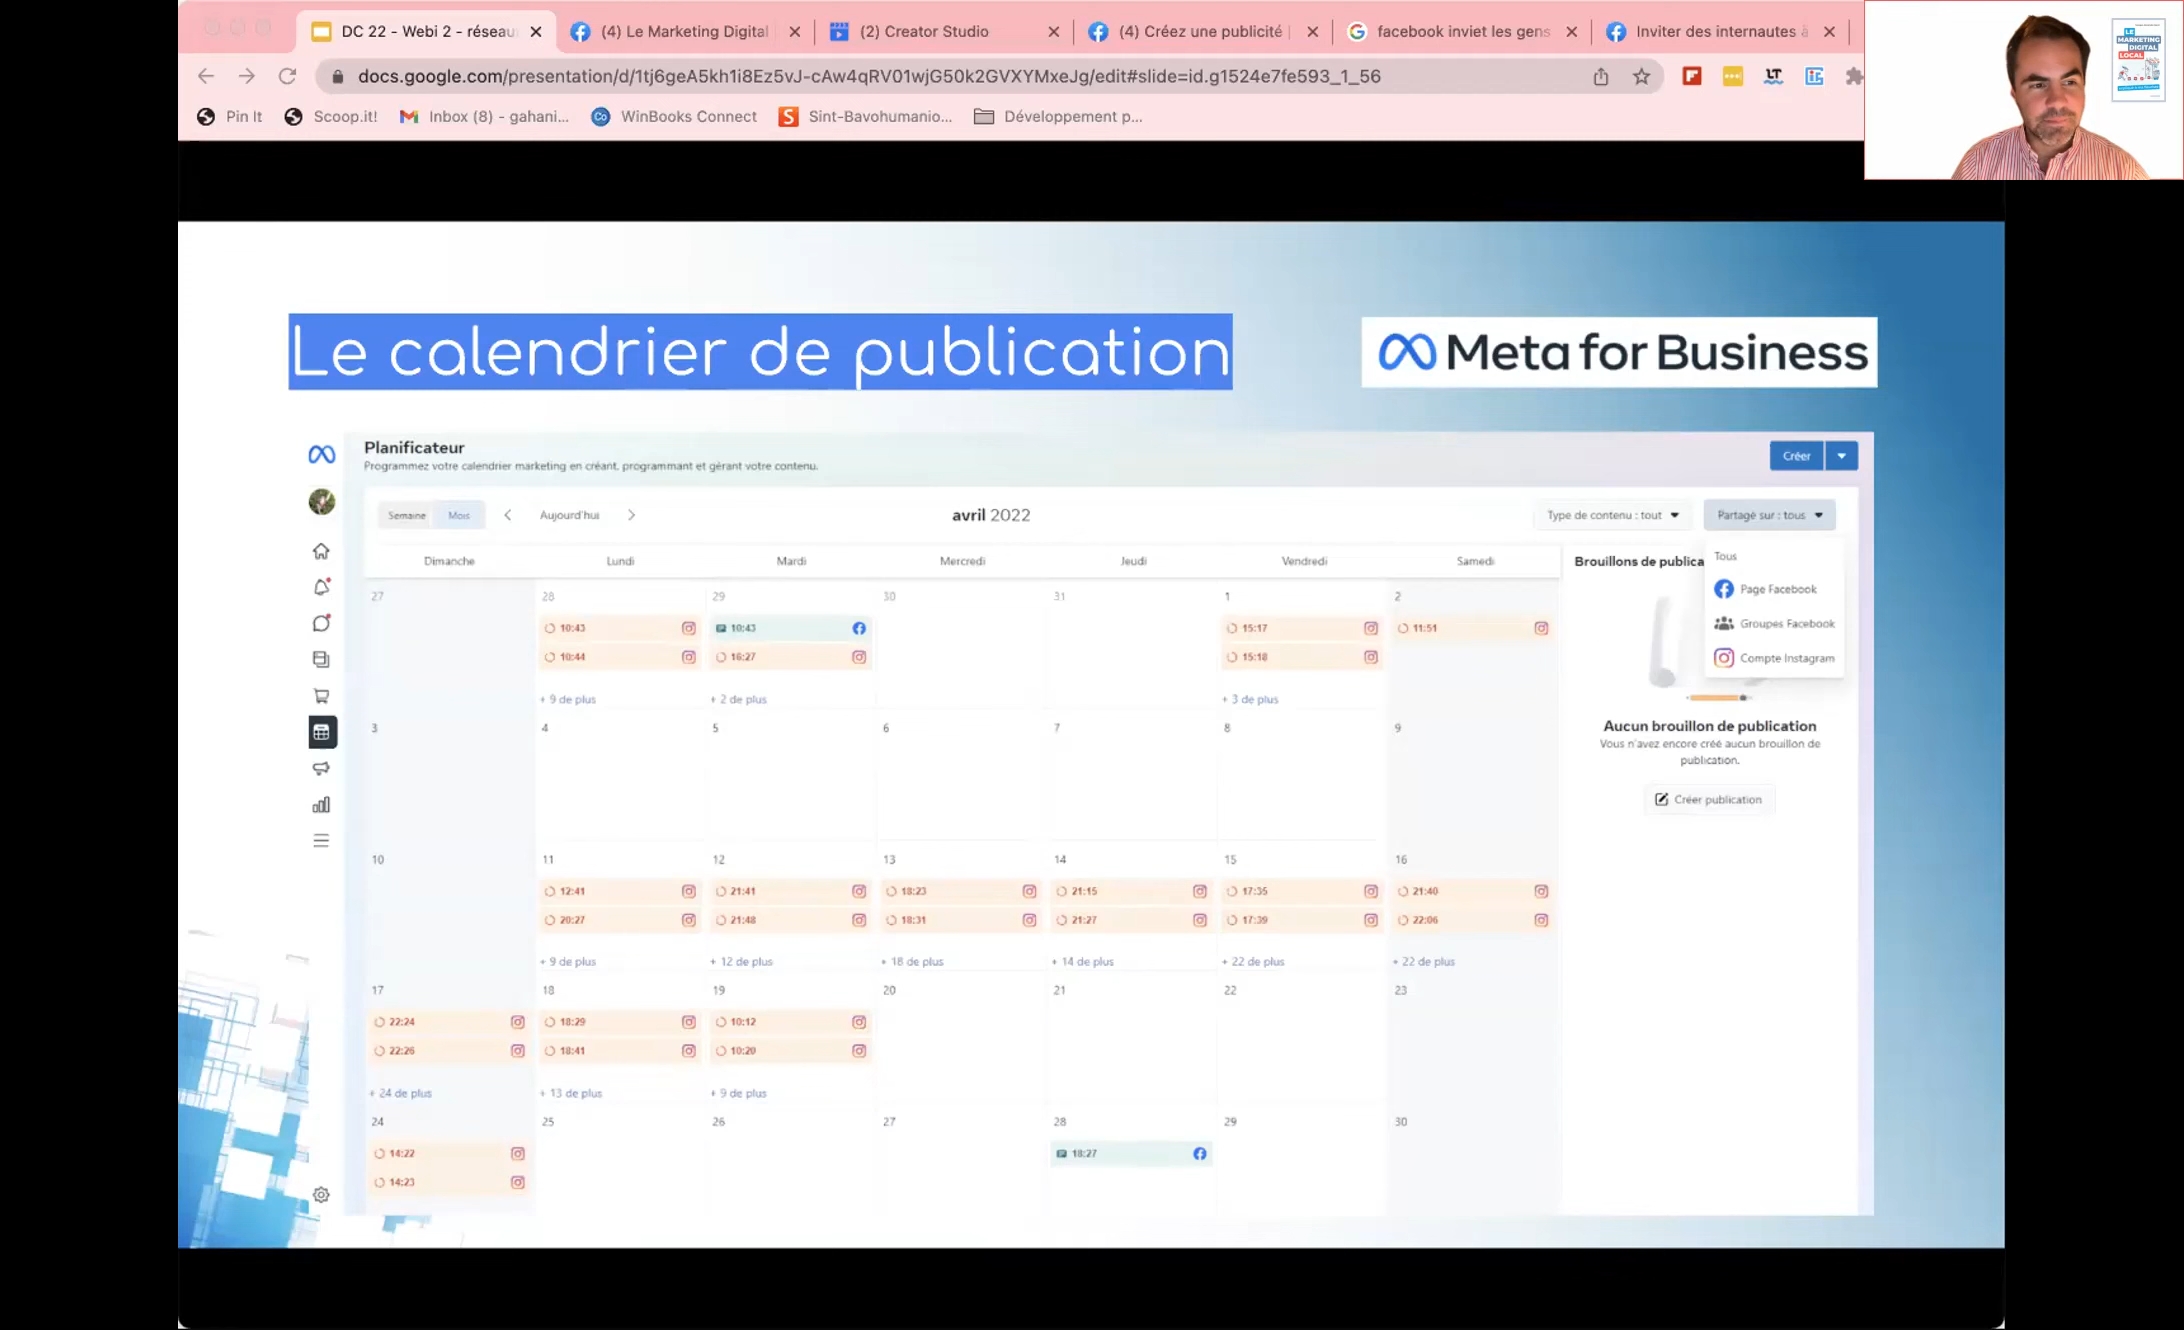 DC 22 - Webi 2 - réseau
(4) Le Marketing Digital
(2) Creator Studio
(4) Créez une publicité |
facebook inviet les gens
Inviter des internautes à
docs.google.com/presentation/d/1tj6geA5kh1i8Ez5vJ-cAw4qRV01wjG50k2GVXYMxeJg/edit#slide=id.g1524e7fe593_1_56
Pin It
Scoop.it!
Inbox (8) - gahani...
WinBooks Connect
Sint-Bavohumanio...
Développement p...
LE
MARKETING
DIGITAL
LOCAL
Le calendrier de publication
Meta for Business
Planificateur
Programmez votre calendrier marketing en créant, programmant et gérant votre contenu.
Créer
Semaine
Mois
Aujourd'hui
avril 2022
Type de contenu : tout
Partagé sur : tous
Dimanche
Lundi
Mardi
Mercredi
Jeudi
Vendredi
Samedi
Brouillons de publica
Tous
Page Facebook
Groupes Facebook
Compte Instagram
27
28
29
30
31
1
2
10:43
10:43
15:17
11:51
10:44
16:27
15:18
+ 9 de plus
+ 2 de plus
+ 3 de plus
Aucun brouillon de publication
Vous n'avez encore créé aucun brouillon de
publication.
Créer publication
3
4
5
6
7
8
9
10
11
12
13
14
15
16
12:41
21:41
18:23
21:15
17:35
21:40
20:27
21:48
18:31
21:27
17:39
22:06
+ 9 de plus
+ 12 de plus
+ 18 de plus
+ 14 de plus
+ 22 de plus
+ 22 de plus
17
18
19
20
21
22
23
22:24
18:29
10:12
22:26
18:41
10:20
+ 24 de plus
+ 13 de plus
+ 9 de plus
24
25
26
27
28
29
30
14:22
18:27
14:23